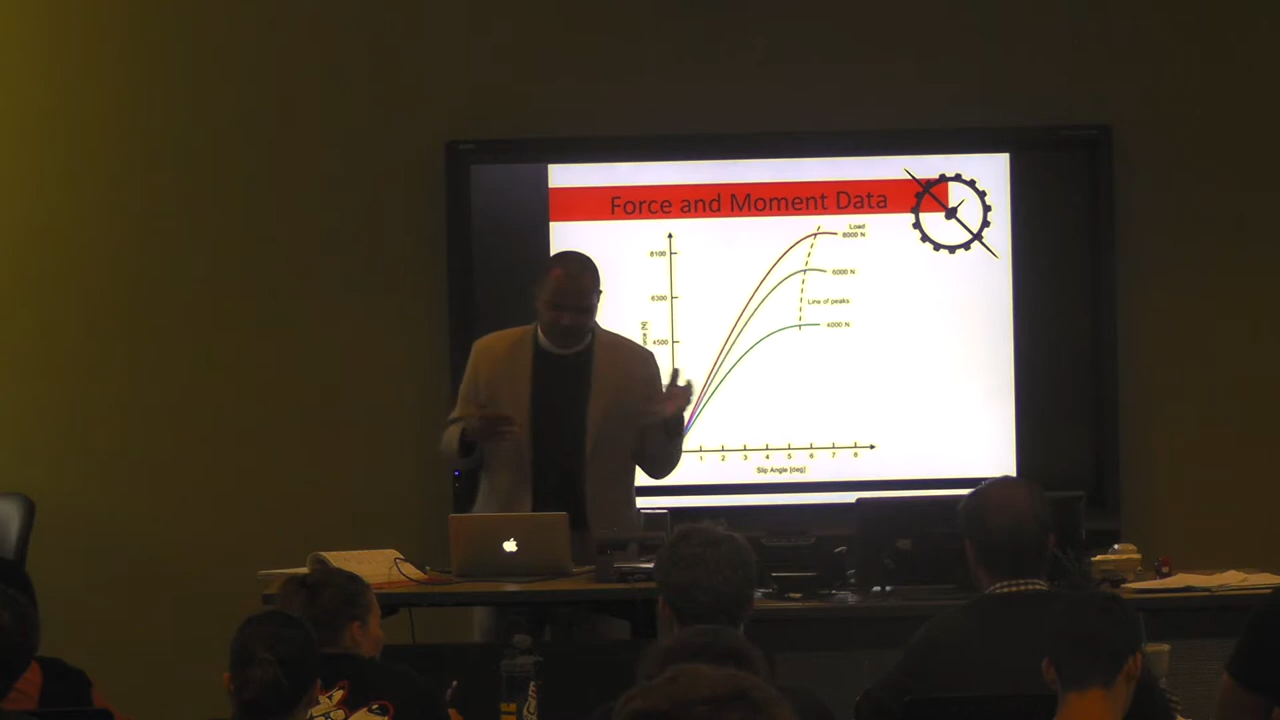 Force and Moment Data
Load
8000 N
8100
6000 N
6300
Line of peaks
4000 N
4500
1 2 3 4 5 6 7 8
Slip Angle [deg]